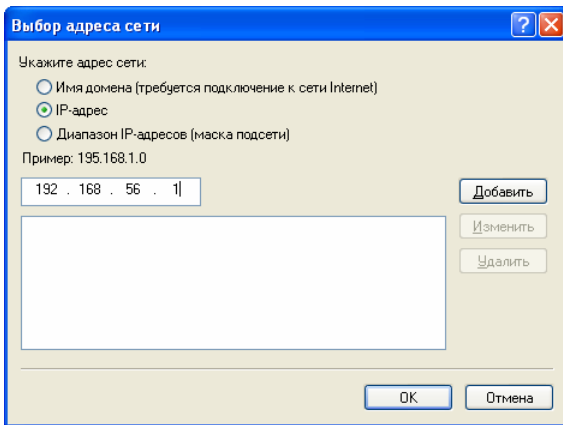 Выбор адреса сети
Укажите адрес сети:
Имя домена (требуется подключение к сети Internet)
IP-адрес
Диапазон IP-адресов (маска подсети)
Пример: 195.168.1.0
192 . 168 . 56 . 1
Добавить
Изменить
Удалить
OK
Отмена